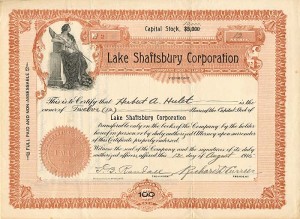 Capital Stock, $5,000
Lake Shaftsbury Corporation
FULL PAID AND NON-ASSESSABLE
This is to Certify that Herbert A. Hulst is the
owner of Twelve (12) Shares of the Capital Stock of
Lake Shaftsbury Corporation
transferable only on the books of the Company by the holder
hereof in person or by duly authorized Attorney upon surrender
of this Certificate properly endorsed.
Witness the seal of the Company and the signatures of its duly
authorized officers, affixed this 12th day of August
100